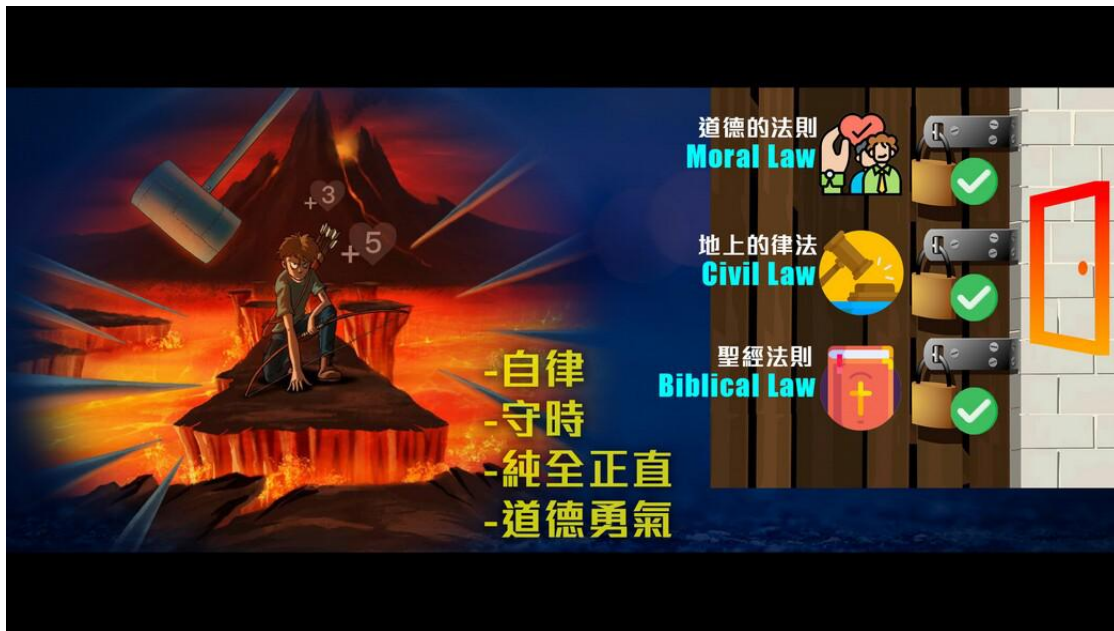 +3
+5
-自律
-守時
-純全正直
-道德勇氣
道德的法則
Moral Law
地上的律法
Civil Law
聖經法則
Biblical Law